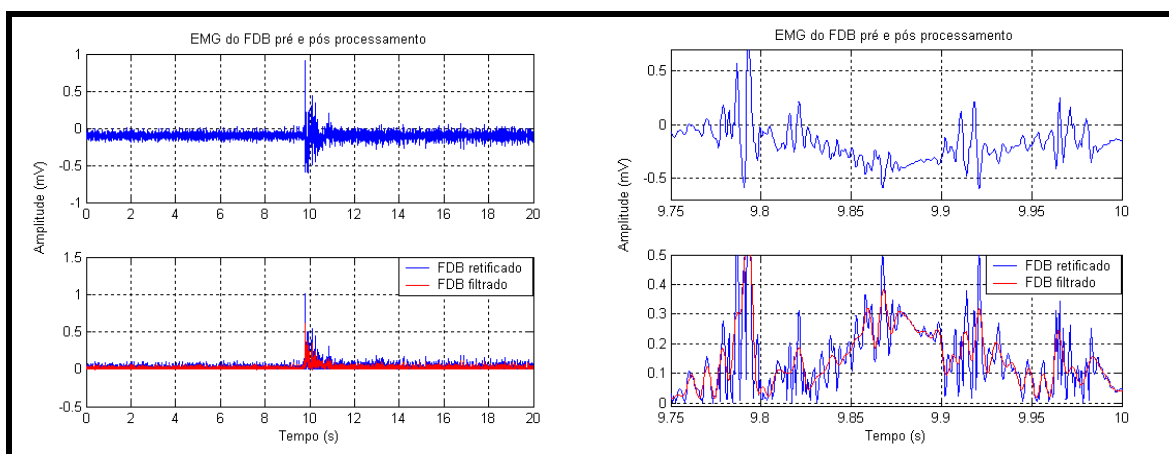 EMG do FDB pré e pós processamento
1
0.5
0
-0.5
-1
0 2 4 6 8 10 12 14 16 18 20
Amplitude (mV)
1.5
1
0.5
0
-0.5
FDB retificado
FDB filtrado
0 2 4 6 8 10 12 14 16 18 20
Tempo (s)
EMG do FDB pré e pós processamento
0.5
0
-0.5
9.75 9.8 9.85 9.9 9.95 10
Amplitude (mV)
0.5
0.4
0.3
0.2
0.1
0
FDB retificado
FDB filtrado
9.75 9.8 9.85 9.9 9.95 10
Tempo (s)